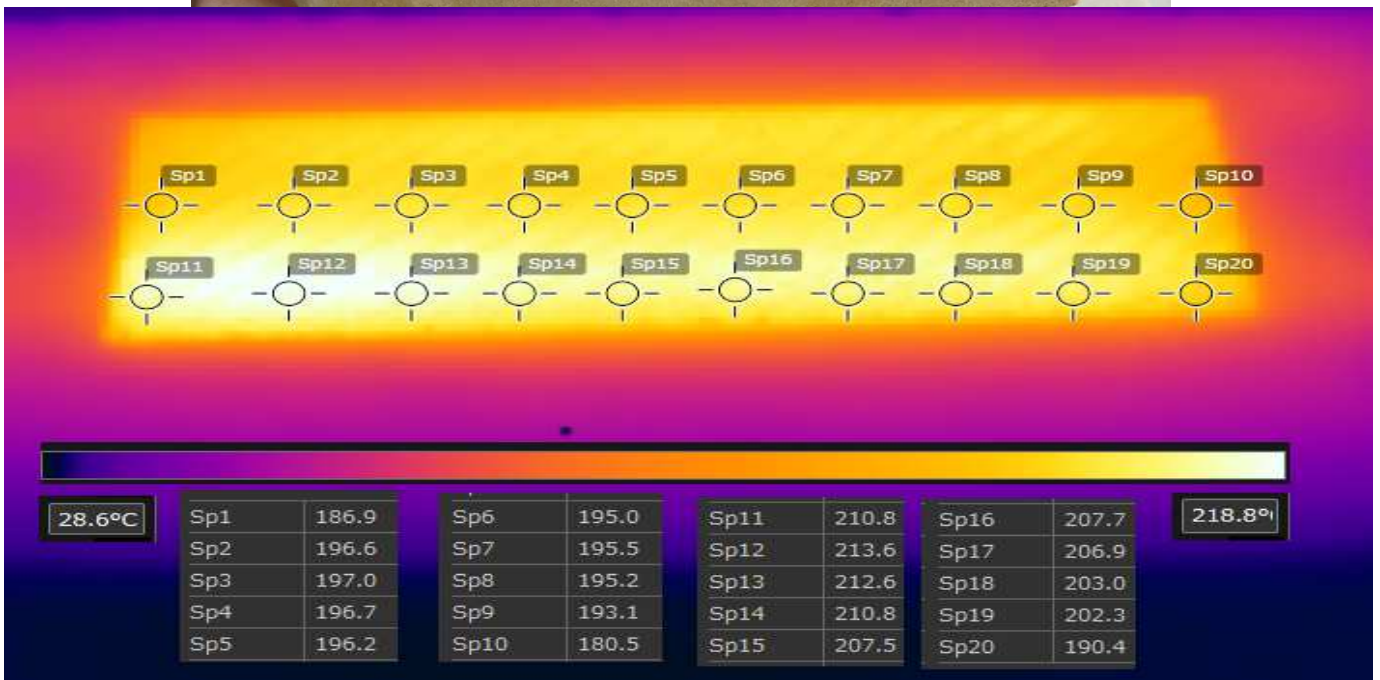 Sp1 Sp2 Sp3 Sp4 Sp5 Sp6 Sp7 Sp8 Sp9 Sp10
Sp11 Sp12 Sp13 Sp14 Sp15 Sp16 Sp17 Sp18 Sp19 Sp20
28.6°C
218.8°
Sp1 186.9
Sp2 196.6
Sp3 197.0
Sp4 196.7
Sp5 196.2
Sp6 195.0
Sp7 195.5
Sp8 195.2
Sp9 193.1
Sp10 180.5
Sp11 210.8
Sp12 213.6
Sp13 212.6
Sp14 210.8
Sp15 207.5
Sp16 207.7
Sp17 206.9
Sp18 203.0
Sp19 202.3
Sp20 190.4